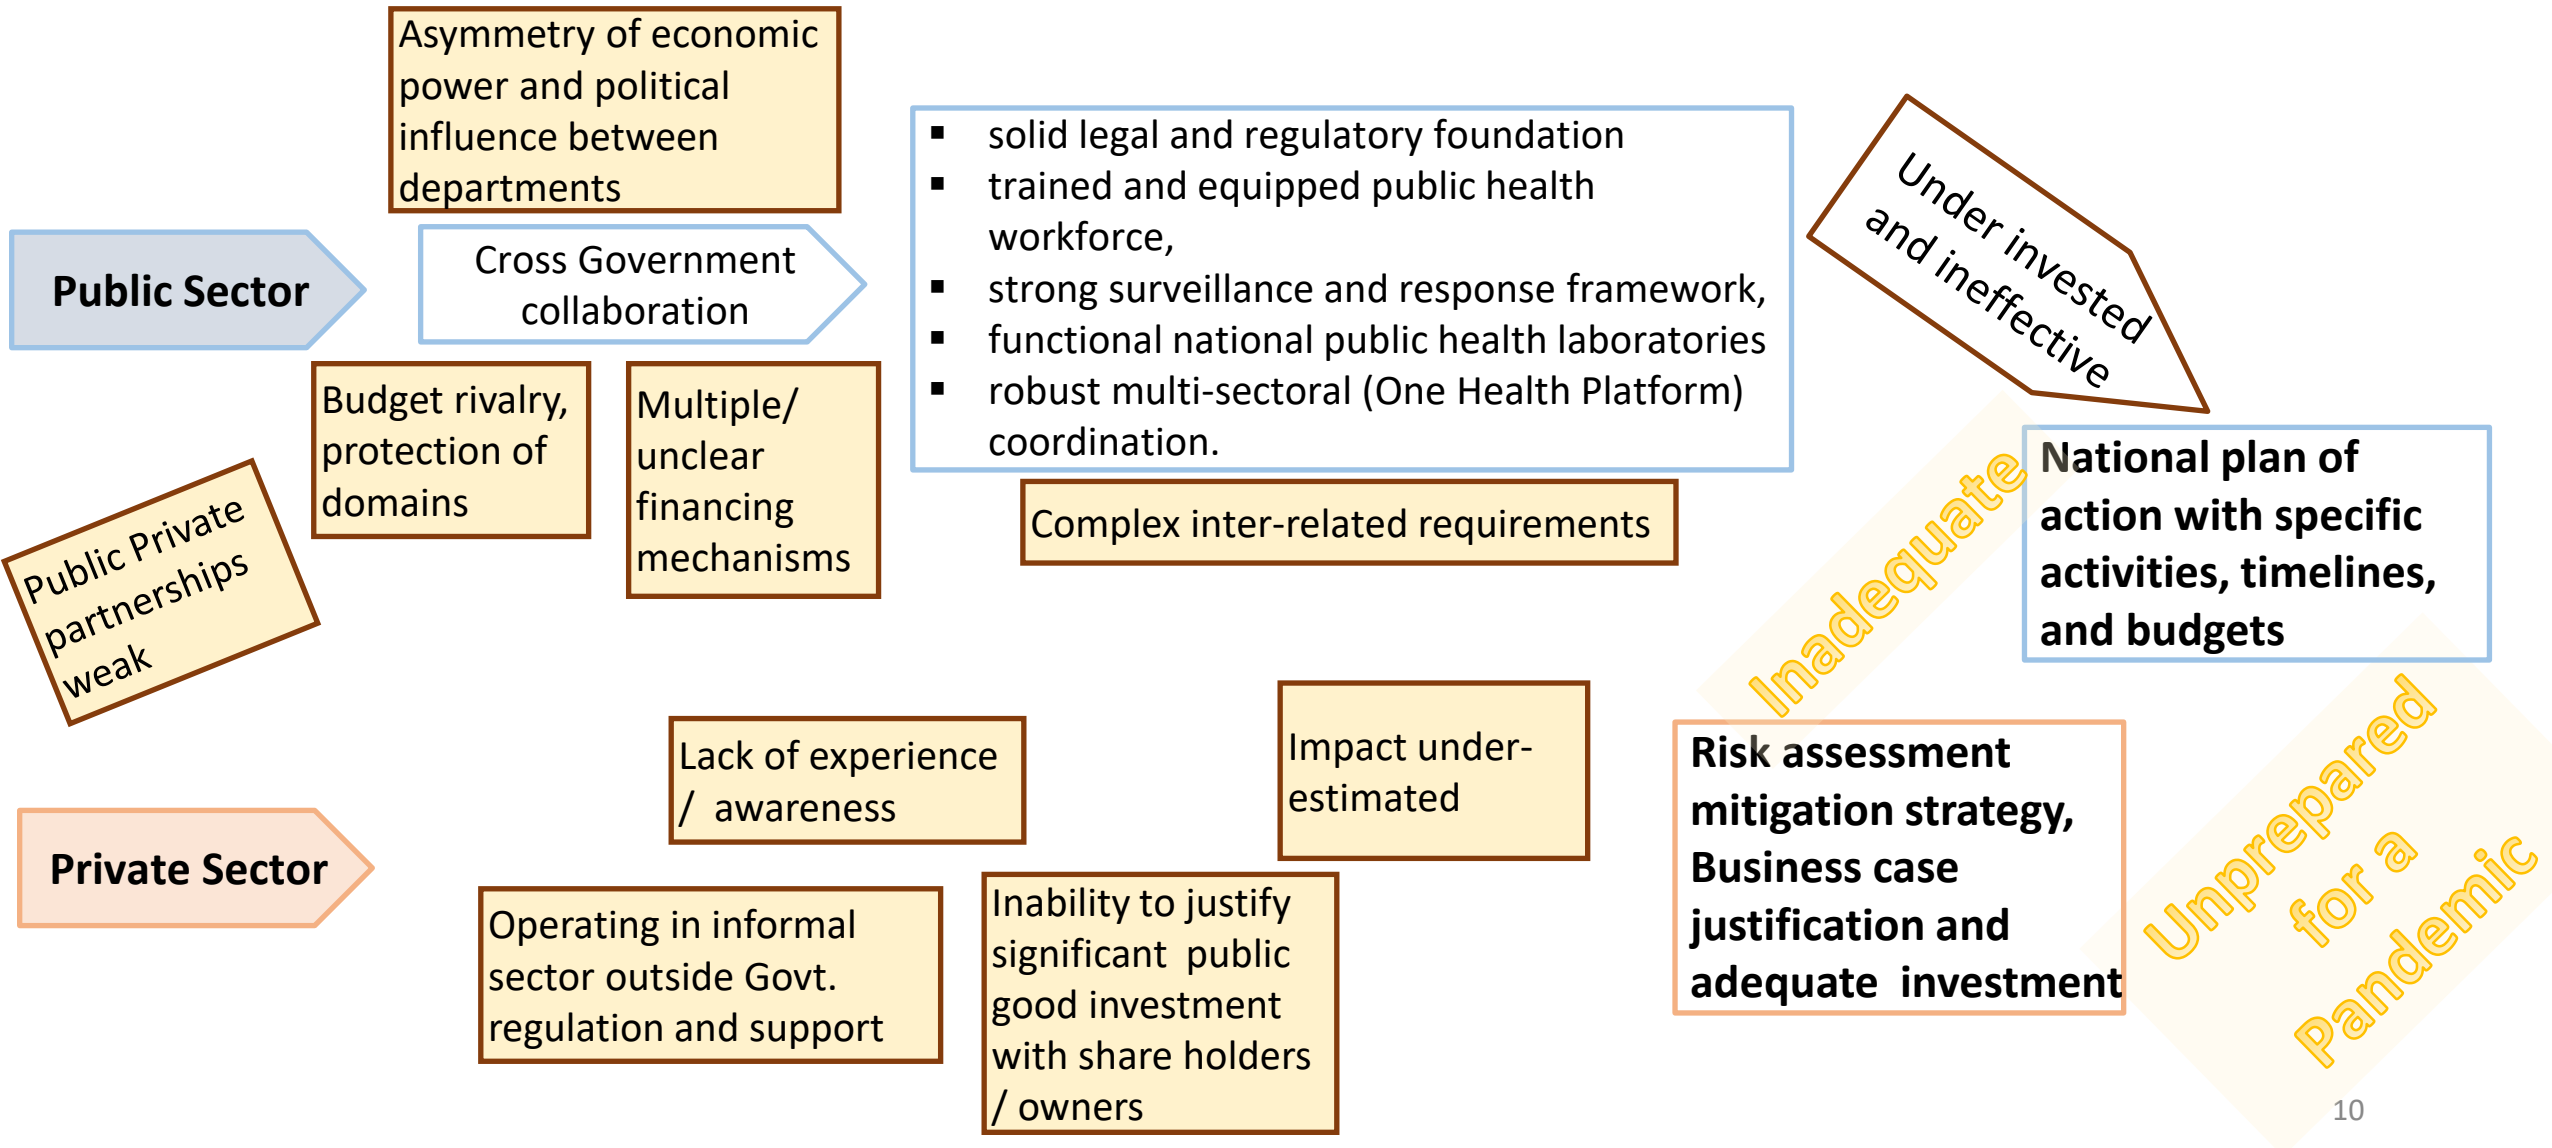 Asymmetry of economic
power and political
influence between
departments
Public Sector
Cross Government
collaboration
▪ solid legal and regulatory foundation
▪ trained and equipped public health
workforce,
▪ strong surveillance and response framework,
▪ functional national public health laboratories
▪ robust multi-sectoral (One Health Platform)
coordination.
Under invested
and ineffective
Budget rivalry,
protection of
domains
Multiple/
unclear
financing
mechanisms
Complex inter-related requirements
Public Private
partnerships
weak
Inadequate
National plan of
action with specific
activities, timelines,
and budgets
Private Sector
Lack of experience
/ awareness
Impact under-
estimated
Operating in informal
sector outside Govt.
regulation and support
Inability to justify
significant public
good investment
with share holders
/ owners
Risk assessment
mitigation strategy,
Business case
justification and
adequate investment
Unprepared
for a
Pandemic
10